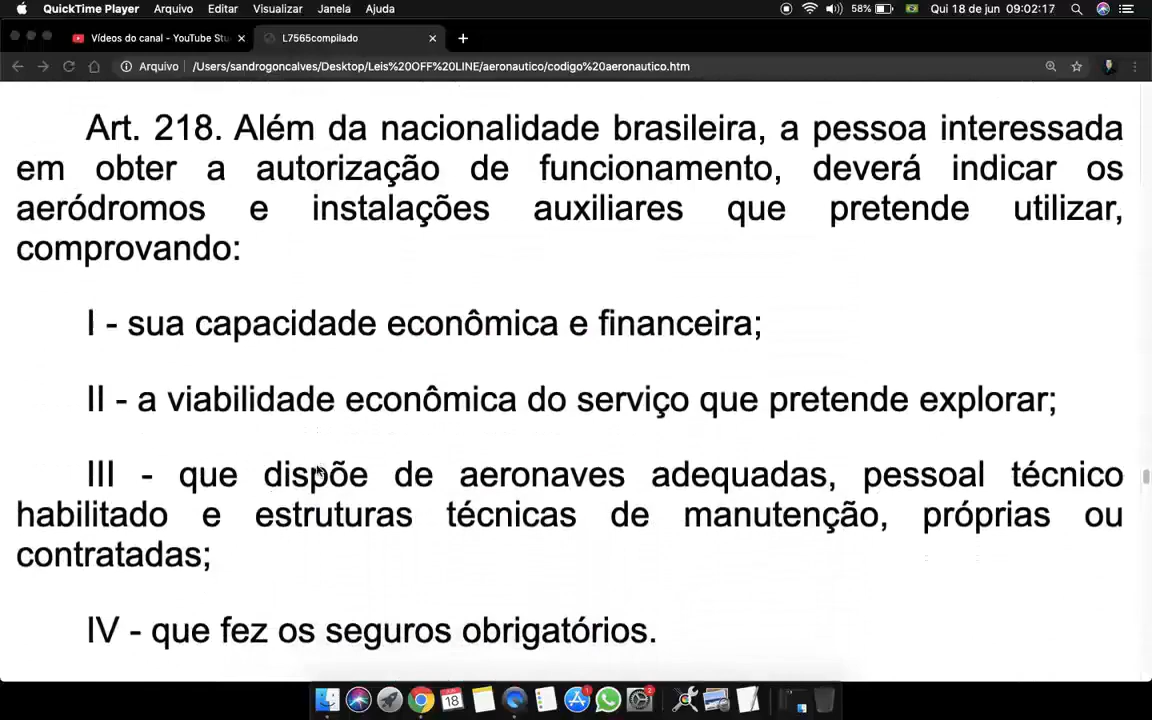 QuickTime Player Arquivo Editar Visualizar Janela Ajuda 58% Qui 18 de jun 09:02:17
Vídeos do canal - YouTube Stu L7565compilado
Arquivo /Users/sandrogoncalves/Desktop/Leis%20OFF%20LINE/aeronautico/codigo%20aeronautico.htm
Art. 218. Além da nacionalidade brasileira, a pessoa interessada
em obter a autorização de funcionamento, deverá indicar os
aeródromos e instalações auxiliares que pretende utilizar,
comprovando:
I - sua capacidade econômica e financeira;
II - a viabilidade econômica do serviço que pretende explorar;
III - que dispõe de aeronaves adequadas, pessoal técnico
habilitado e estruturas técnicas de manutenção, próprias ou
contratadas;
IV - que fez os seguros obrigatórios.
18 1 2